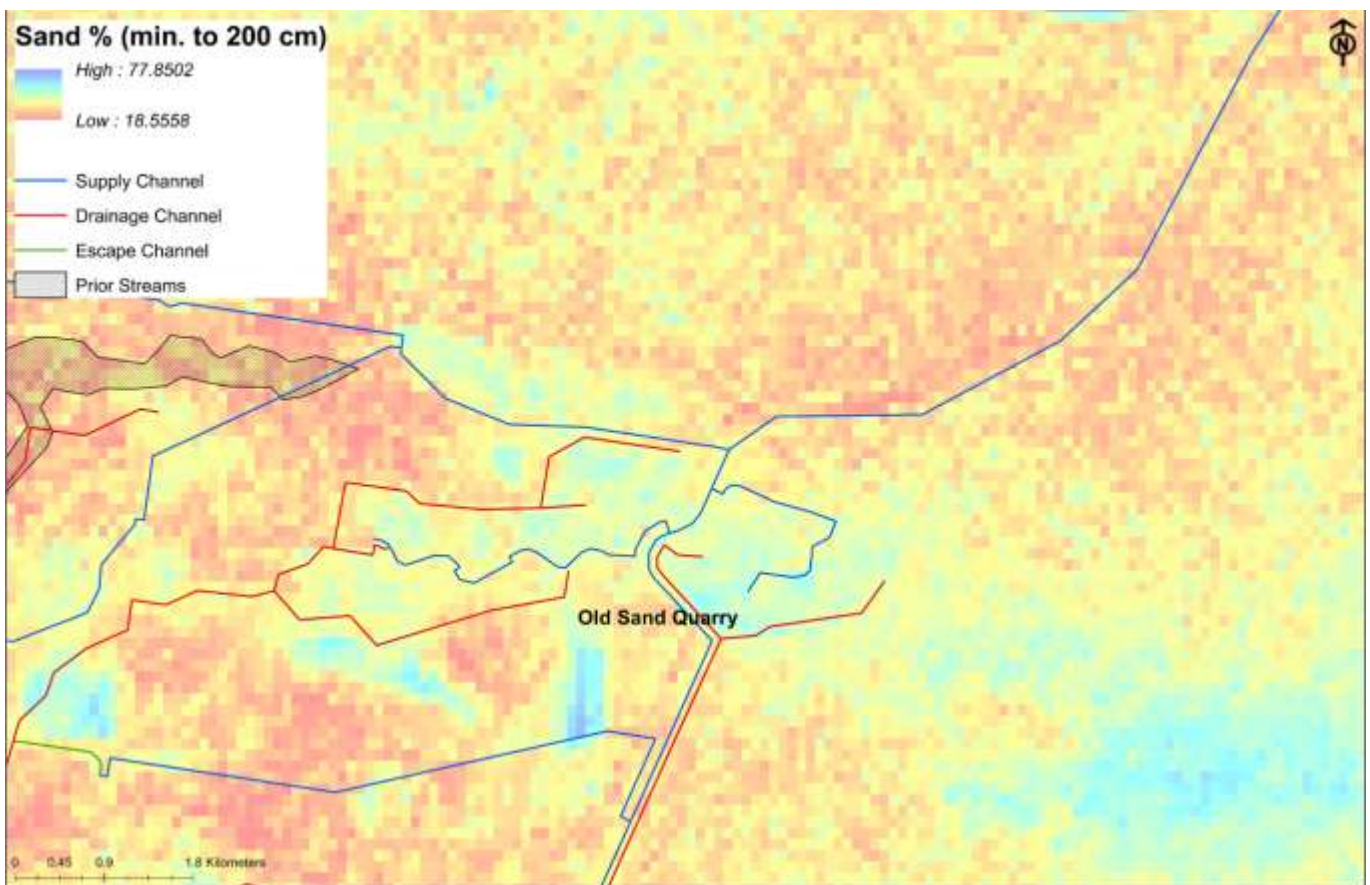 Sand % (min. to 200 cm)
High : 77.8502
Low : 18.5558
Supply Channel
Drainage Channel
Escape Channel
Prior Streams
N
Old Sand Quarry
0 0.45 0.9 1.8 Kilometers